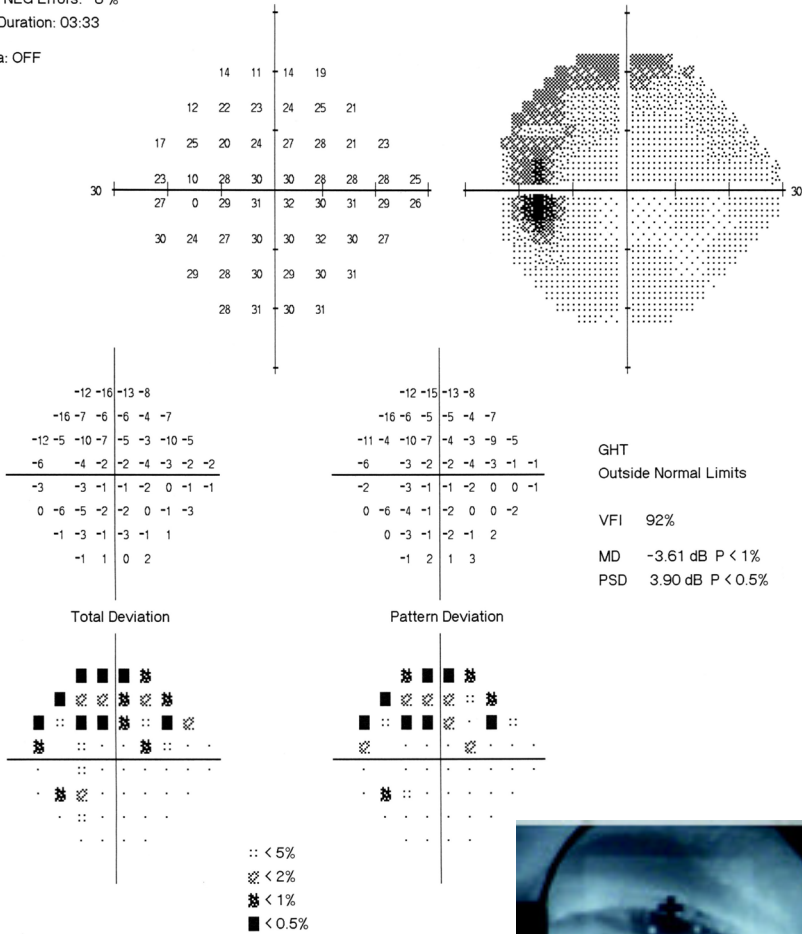 NEG Errors: 0 %
Duration: 03:33
a: OFF
14 11 14 19
12 22 23 24 25 21
17 25 20 24 27 28 21 23
23 10 28 30 30 28 28 28 25
30 30
27 0 29 31 32 30 31 29 26
30 24 27 30 30 32 30 27
29 28 30 29 30 31
28 31 30 31
-12 -16 -13 -8
-16 -7 -6 -6 -4 -7
-12 -5 -10 -7 -5 -3 -10 -5
-6 -4 -2 -2 -4 -3 -2 -2
-3 -3 -1 -1 -2 0 -1 -1
0 -6 -5 -2 -2 0 -1 -3
-1 -3 -1 -3 -1 1
-1 1 0 2
Total Deviation
-12 -15 -13 -8
-16 -6 -5 -5 -4 -7
-11 -4 -10 -7 -4 -3 -9 -5
-6 -3 -2 -2 -4 -3 -1 -1
-2 -3 -1 -1 -2 0 0 -1
0 -6 -4 -1 -2 0 0 -2
0 -3 -1 -2 -1 2
-1 2 1 3
Pattern Deviation
GHT
Outside Normal Limits
VFI 92%
MD -3.61 dB P < 1%
PSD 3.90 dB P < 0.5%
< 5%
< 2%
< 1%
< 0.5%